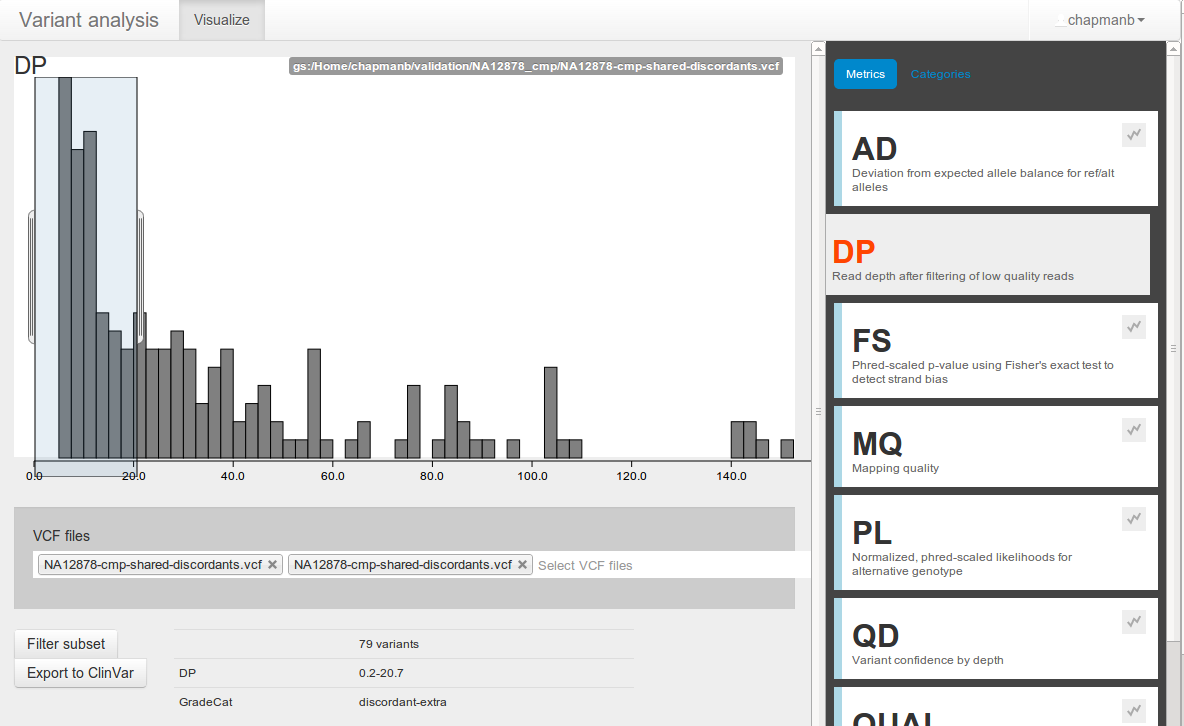 Variant analysis
Visualize
chapmanb
DP
gs:/Home/chapmanb/validation/NA12878_cmp/NA12878-cmp-shared-discordants.vcf
0.0 20.0 40.0 60.0 80.0 100.0 120.0 140.0
VCF files
NA12878-cmp-shared-discordants.vcf NA12878-cmp-shared-discordants.vcf Select VCF files
Filter subset
Export to ClinVar
79 variants
DP 0.2-20.7
GradeCat discordant-extra
Metrics Categories
AD
Deviation from expected allele balance for ref/alt
alleles
DP
Read depth after filtering of low quality reads
FS
Phred-scaled p-value using Fisher's exact test to
detect strand bias
MQ
Mapping quality
PL
Normalized, phred-scaled likelihoods for
alternative genotype
QD
Variant confidence by depth
QUAL